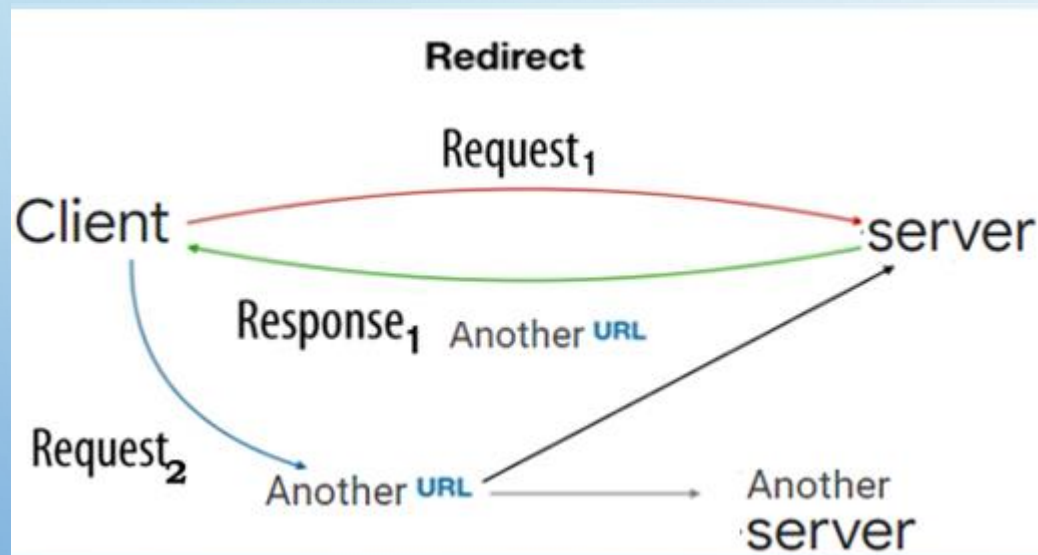 Redirect
Request1
Client
server
Response1 Another URL
Request2
Another URL
Another
server